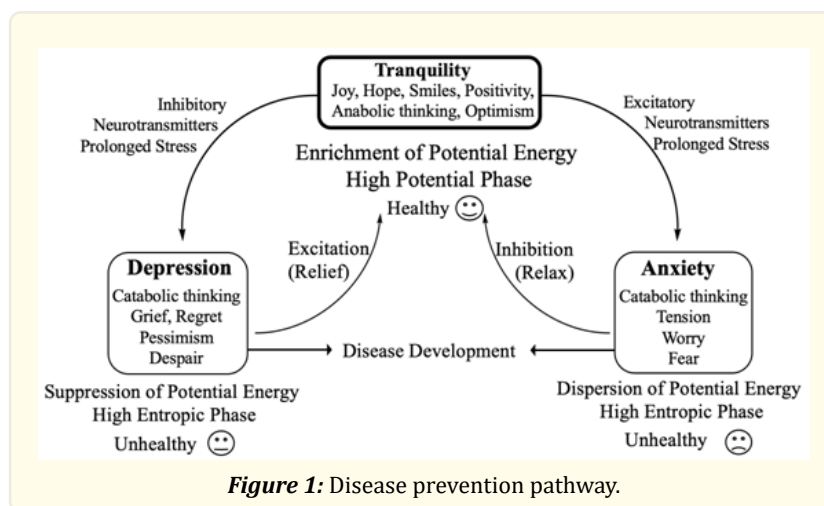 Tranquility
Joy, Hope, Smiles, Positivity,
Anabolic thinking, Optimism
Inhibitory
Neurotransmitters
Prolonged Stress
Excitatory
Neurotransmitters
Prolonged Stress
Enrichment of Potential Energy
High Potential Phase
Healthy
Excitation
(Relief)
Inhibition
(Relax)
Depression
Catabolic thinking
Grief, Regret
Pessimism
Despair
Anxiety
Catabolic thinking
Tension
Worry
Fear
Disease Development
Suppression of Potential Energy
High Entropic Phase
Unhealthy
Dispersion of Potential Energy
High Entropic Phase
Unhealthy
Figure 1: Disease prevention pathway.